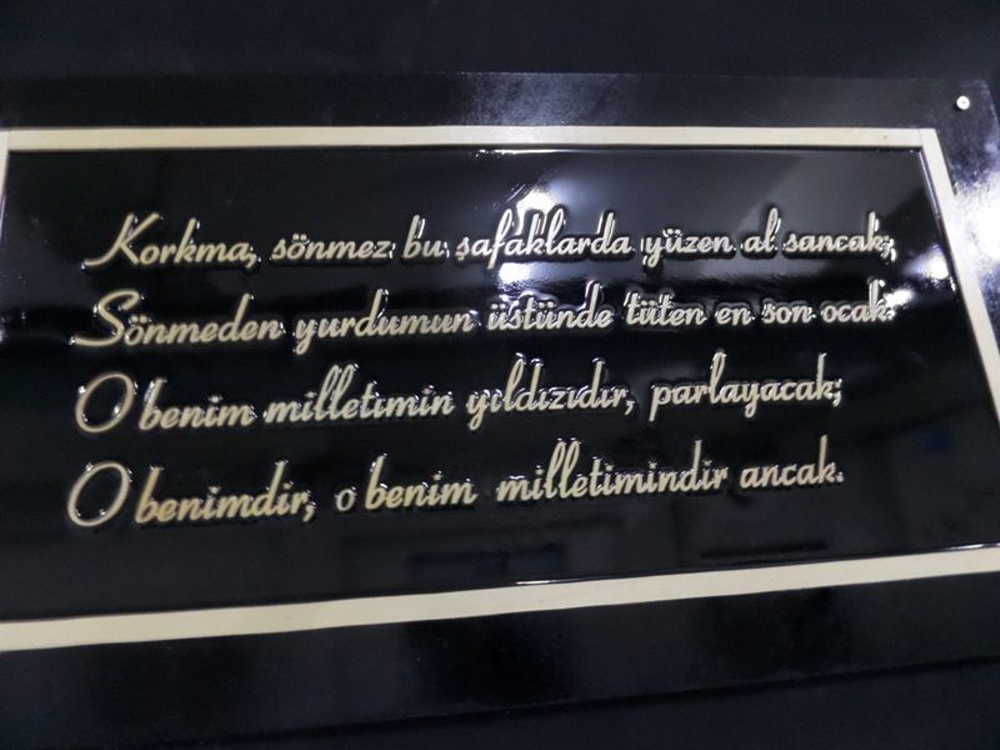 Korkma, sönmez bu şafaklarda yüzen al sancak;
Sönmeden yurdumun üstünde tüten en son ocak.
O benim milletimin yıldızıdır, parlayacak;
O benimdir, o benim milletimindir ancak.